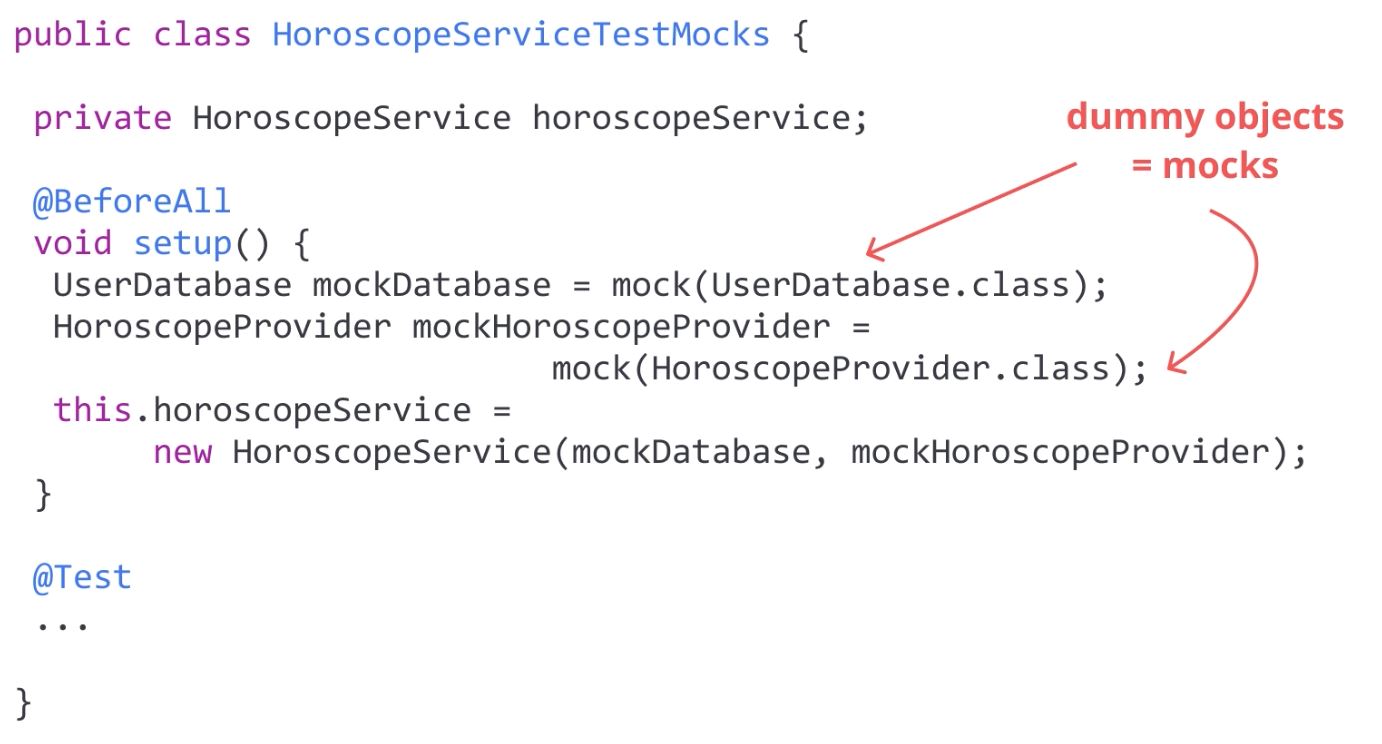 public class HoroscopeServiceTestMocks {
private HoroscopeService horoscopeService;
dummy objects
= mocks
@BeforeAll
void setup() {
UserDatabase mockDatabase = mock(UserDatabase.class);
HoroscopeProvider mockHoroscopeProvider =
mock(HoroscopeProvider.class);
this.horoscopeService =
new HoroscopeService(mockDatabase, mockHoroscopeProvider);
}
@Test
...
}